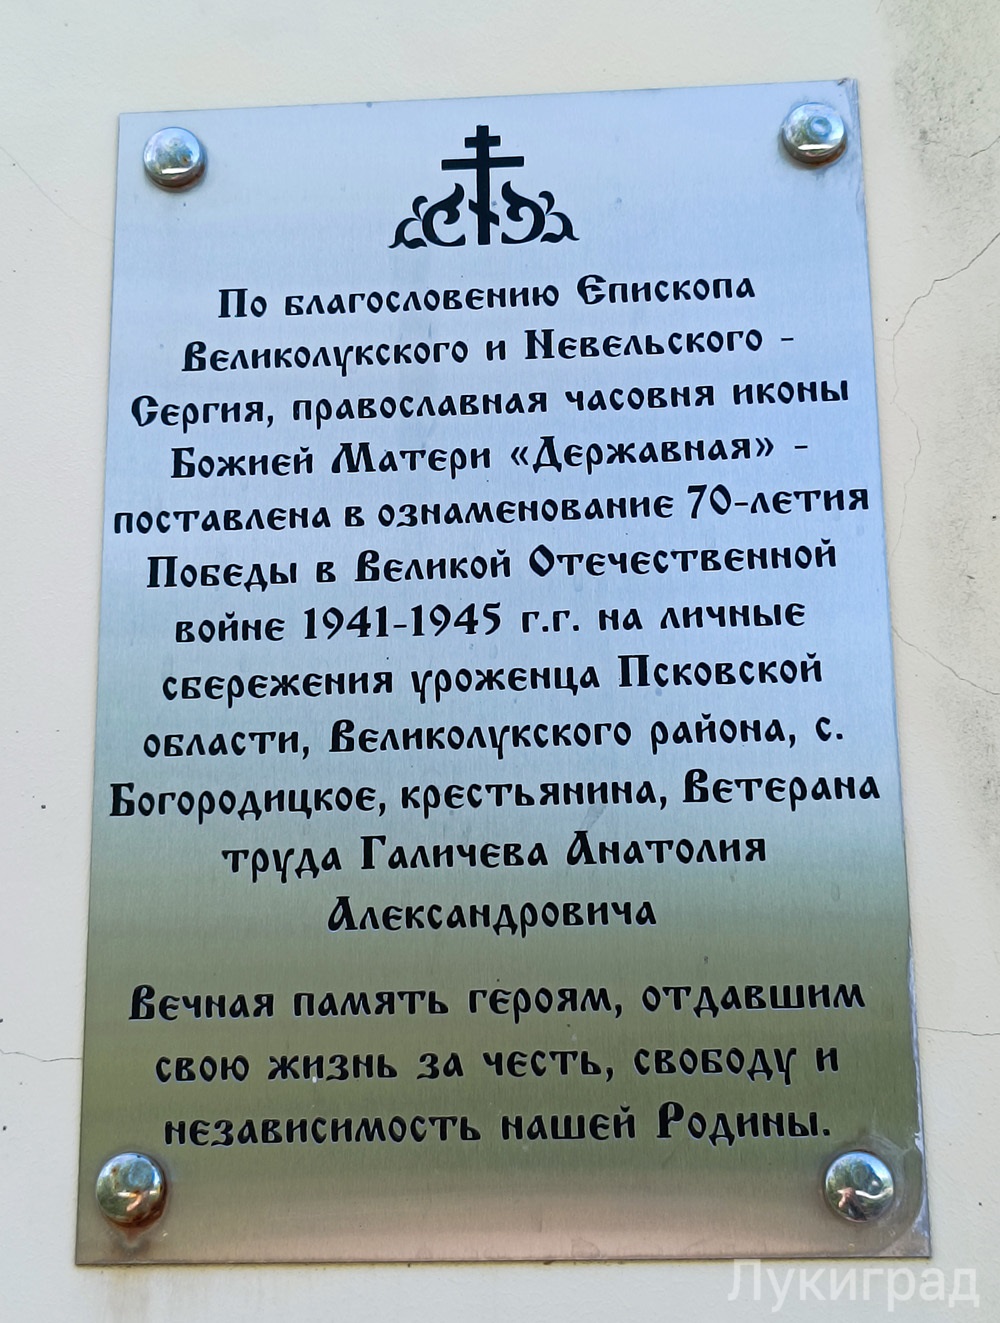 По благословению Епископа
Великолукского и Невельского -
Сергия, православная часовня иконы
Божией Матери «Державная» -
поставлена в ознаменование 70-летия
Победы в Великой Отечественной
войне 1941-1945 г.г. на личные
сбережения уроженца Псковской
области, Великолукского района, с.
Богородицкое, крестьянина, Ветерана
труда Галичева Анатолия
Александровича
Вечная память героям, отдавшим
свою жизнь за честь, свободу и
независимость нашей Родины.
Лукиград